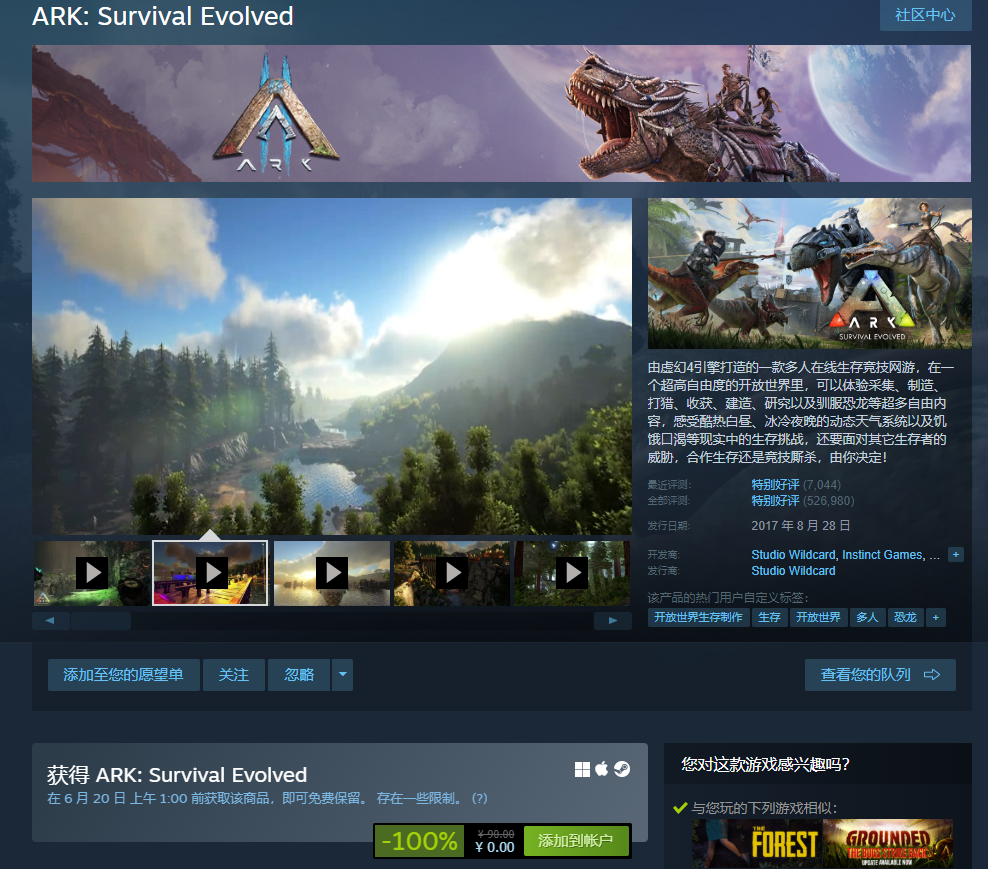 ARK: Survival Evolved
社区中心
ARK
ARK
SURVIVAL EVOLVED
由虚幻4引擎打造的一款多人在线生存竞技网游，在一
个超高自由度的开放世界里，可以体验采集、制造、
打猎、收获、建造、研究以及驯服恐龙等超多自由内
容，感受酷热白昼、冰冷夜晚的动态天气系统以及饥
饿口渴等现实中的生存挑战，还要面对其它生存者的
威胁，合作生存还是竞技厮杀，由你决定！
最近评测: 特别好评 (7,044)
全部评测: 特别好评 (526,980)
发行日期: 2017 年 8 月 28 日
开发商: Studio Wildcard, Instinct Games, ... +
发行商: Studio Wildcard
该产品的热门用户自定义标签：
开放世界生存制作 生存 开放世界 多人 恐龙 +
添加至您的愿望单 关注 忽略 查看您的队列
获得 ARK: Survival Evolved
在 6 月 20 日 上午 1:00 前获取该商品，即可免费保留。 存在一些限制。 (?)
-100% ¥ 90.00 ¥ 0.00 添加到帐户
您对这款游戏感兴趣吗？
与您玩的下列游戏相似：
THE FOREST
GROUNDED
THE BUGS STRIKE BACK
UPDATE AVAILABLE NOW